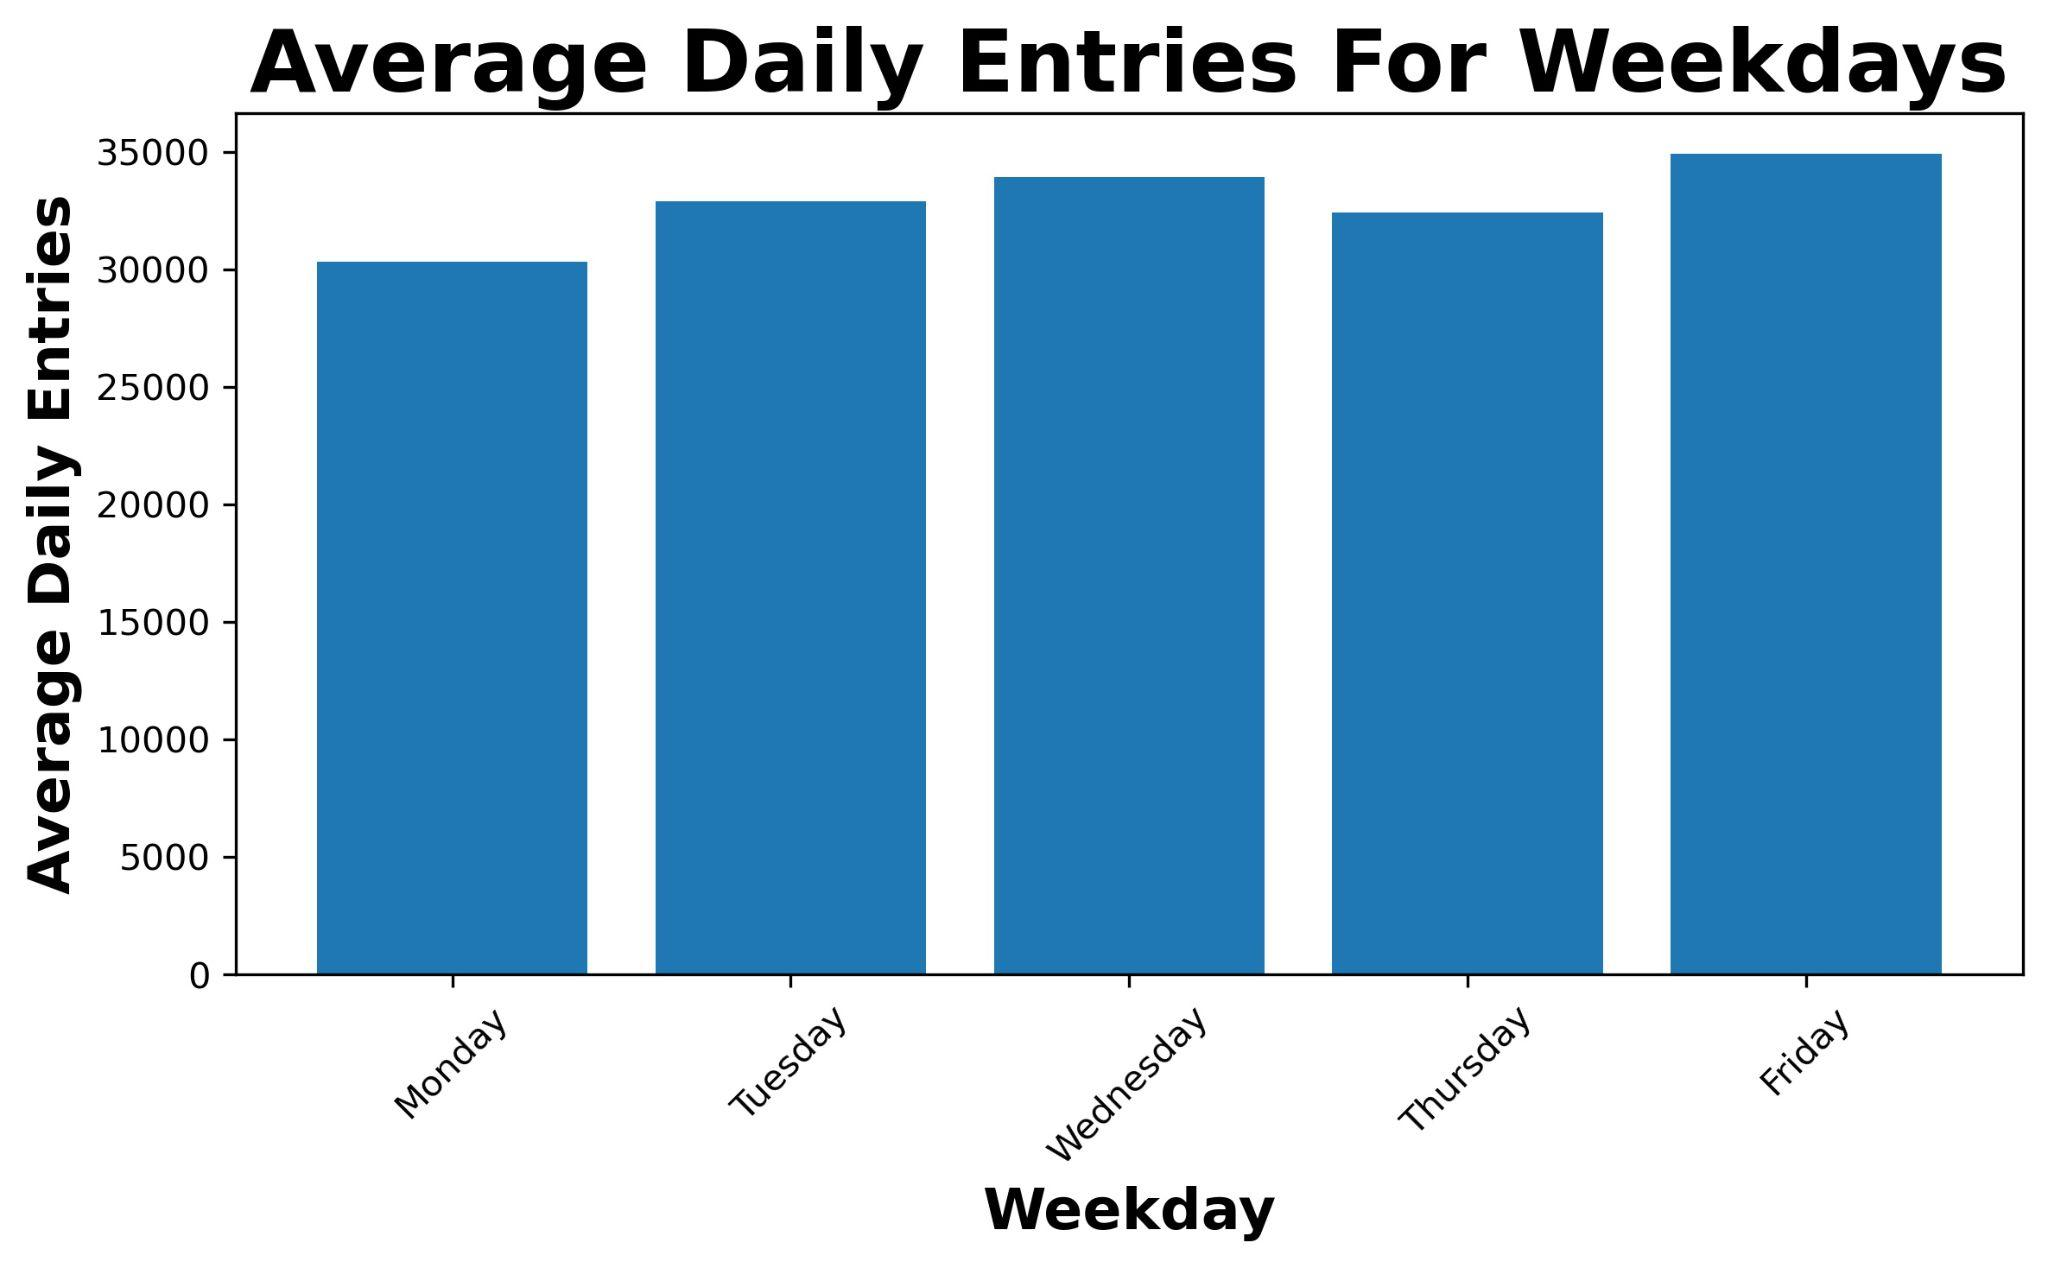 Average Daily Entries For Weekdays
Average Daily Entries
35000
30000
25000
20000
15000
10000
5000
0
Monday
Tuesday
Wednesday
Thursday
Friday
Weekday